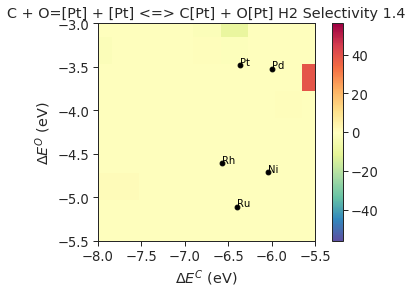 C + O=[Pt] + [Pt] <=> C[Pt] + O[Pt] H2 Selectivity 1.4
−3.0
−3.5
−4.0
−4.5
−5.0
−5.5
ΔE^O (eV)
Pt
Pd
Rh
Ni
Ru
−8.0 −7.5 −7.0 −6.5 −6.0 −5.5
ΔE^C (eV)
40
20
0
−20
−40